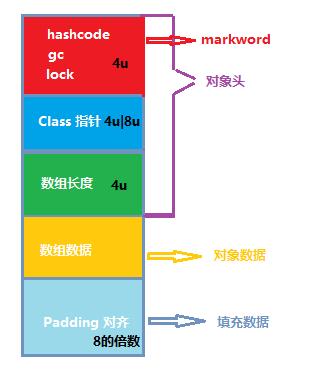 hashcode
gc
lock
4u
markword
对象头
Class 指针 4u|8u
数组长度 4u
数组数据
对象数据
Padding 对齐
8的倍数
填充数据